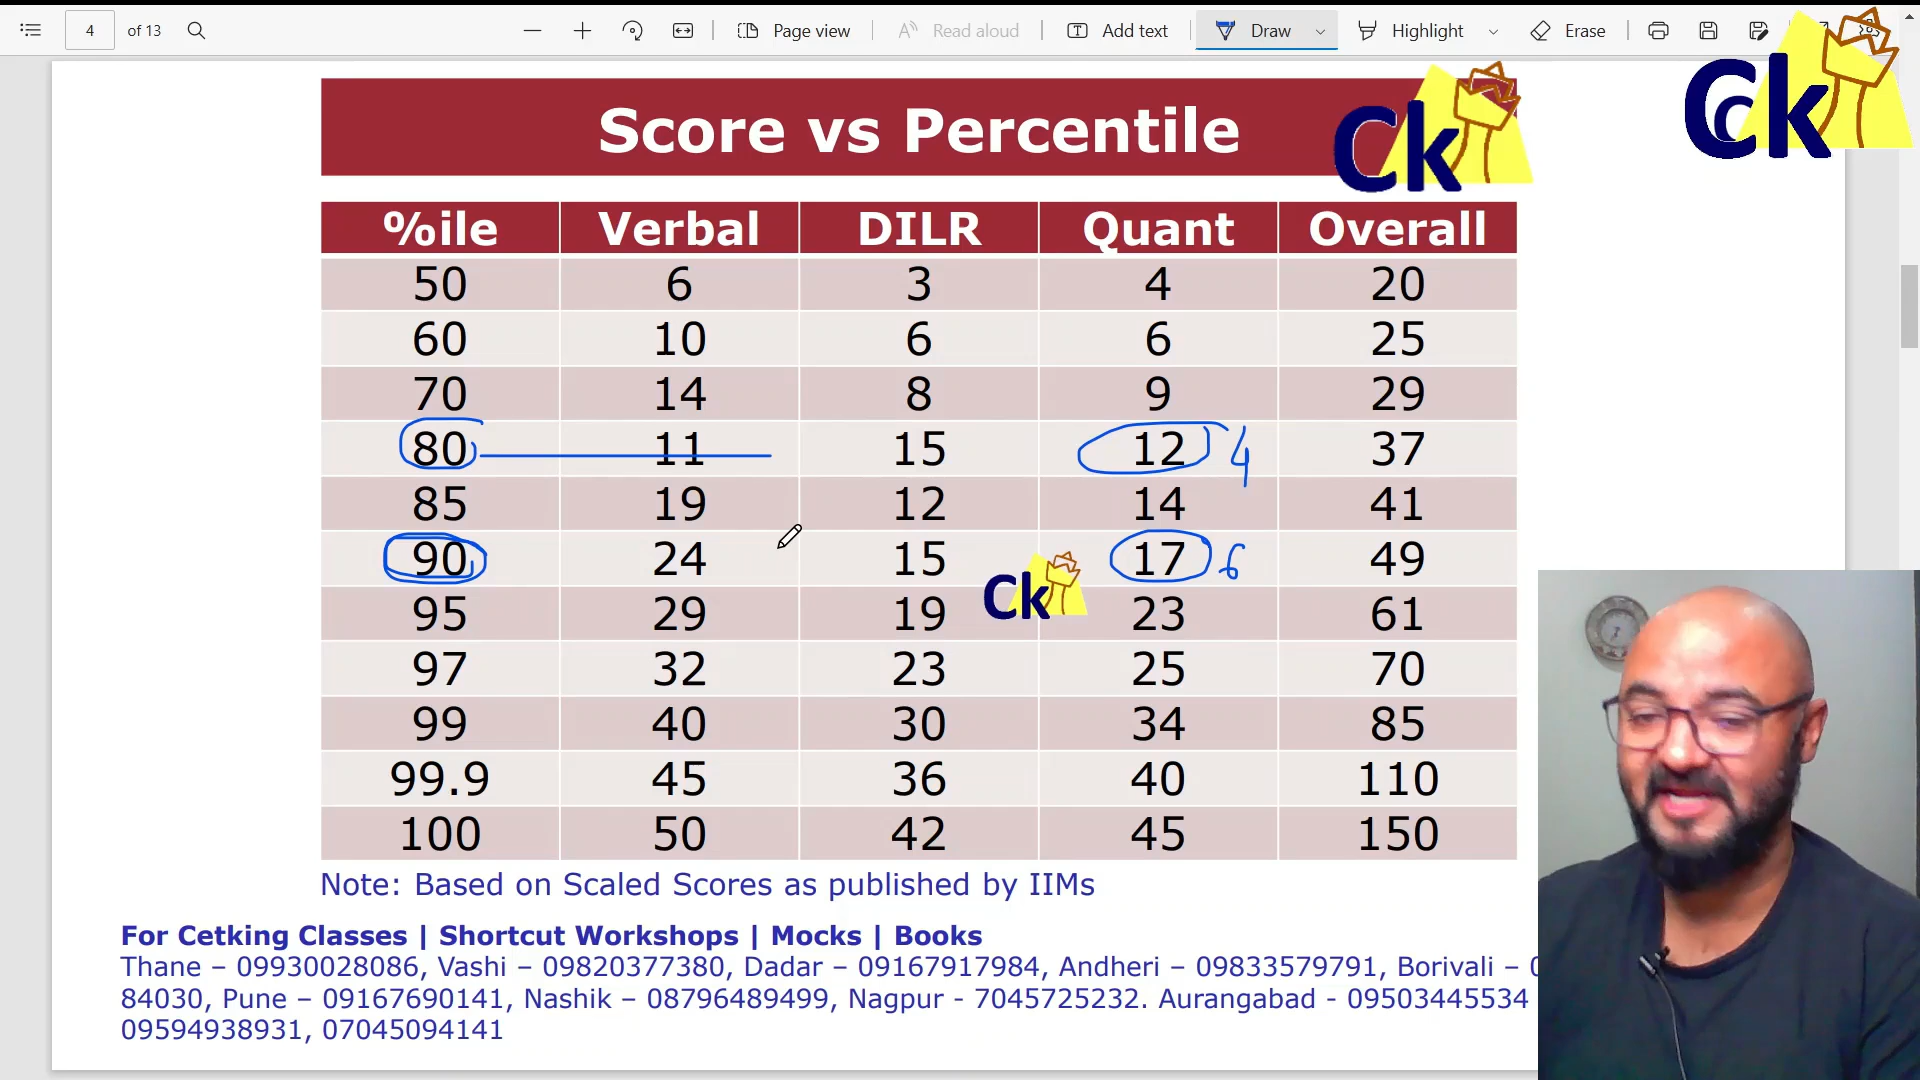 4 of 13 Page view Read aloud Add text Draw Highlight Erase
Score vs Percentile
Ck
Ck
%ile Verbal DILR Quant Overall
50 6 3 4 20
60 10 6 6 25
70 14 8 9 29
80 11 15 12 4 37
85 19 12 14 41
90 24 15 17 6 49
95 29 19 23 61
Ck
97 32 23 25 70
99 40 30 34 85
99.9 45 36 40 110
100 50 42 45 150
Note: Based on Scaled Scores as published by IIMs
For Cetking Classes | Shortcut Workshops | Mocks | Books
Thane – 09930028086, Vashi – 09820377380, Dadar – 09167917984, Andheri – 09833579791, Borivali –
84030, Pune – 09167690141, Nashik – 08796489499, Nagpur - 7045725232. Aurangabad - 09503445534
09594938931, 07045094141